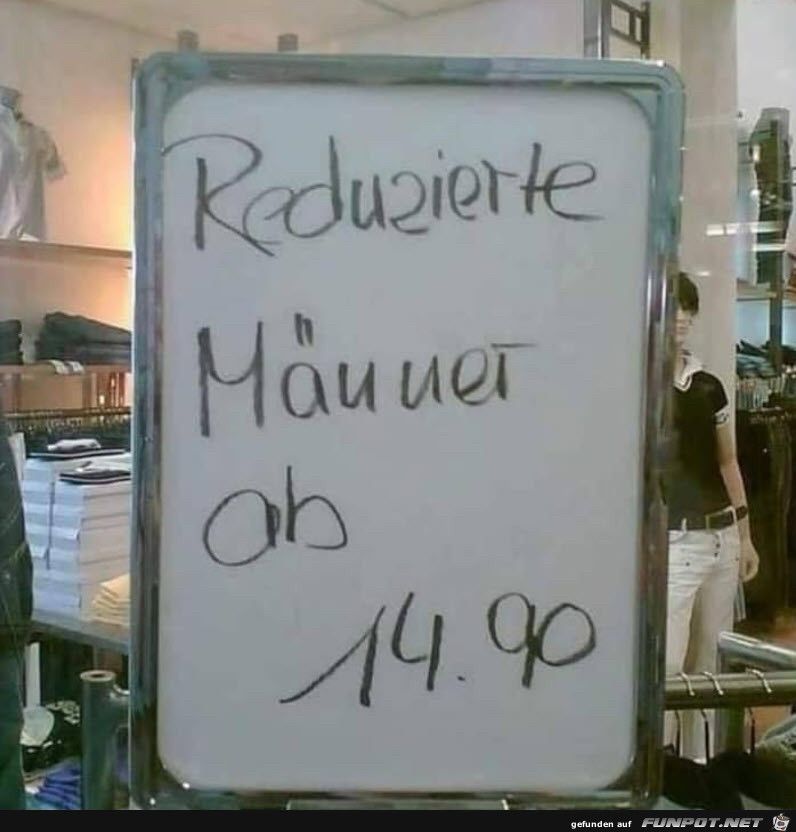 Reduzierte
Männer
ab
14.90
gefunden auf FUNPOT.NET